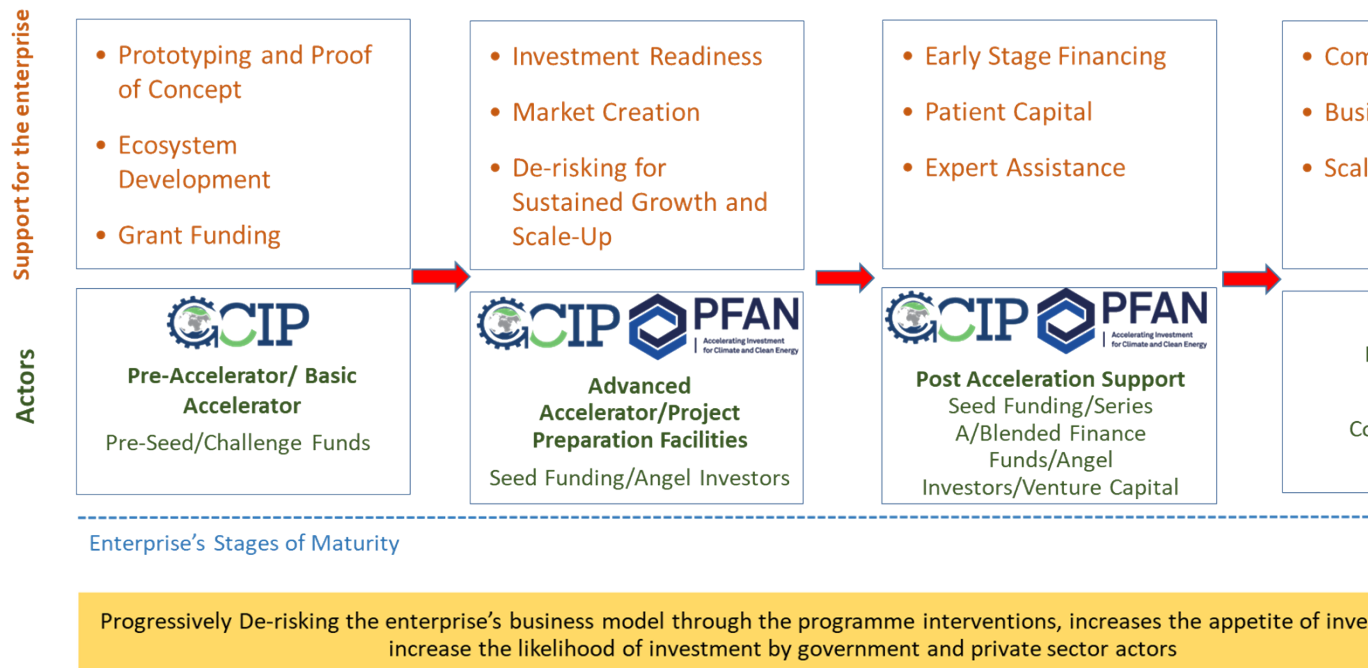 Support for the enterprise
• Prototyping and Proof
of Concept
• Ecosystem
Development
• Grant Funding
• Investment Readiness
• Market Creation
• De-risking for
Sustained Growth and
Scale-Up
• Early Stage Financing
• Patient Capital
• Expert Assistance
Actors
GCIP
Pre-Accelerator/ Basic
Accelerator
Pre-Seed/Challenge Funds
GCIP
PFAN
Accelerating Investment
for Climate and Clean Energy
Advanced
Accelerator/Project
Preparation Facilities
Seed Funding/Angel Investors
GCIP
PFAN
Accelerating Investment
for Climate and Clean Energy
Post Acceleration Support
Seed Funding/Series
A/Blended Finance
Funds/Angel
Investors/Venture Capital
Enterprise's Stages of Maturity
Progressively De-risking the enterprise's business model through the programme interventions, increases the appetite of
increase the likelihood of investment by government and private sector actors